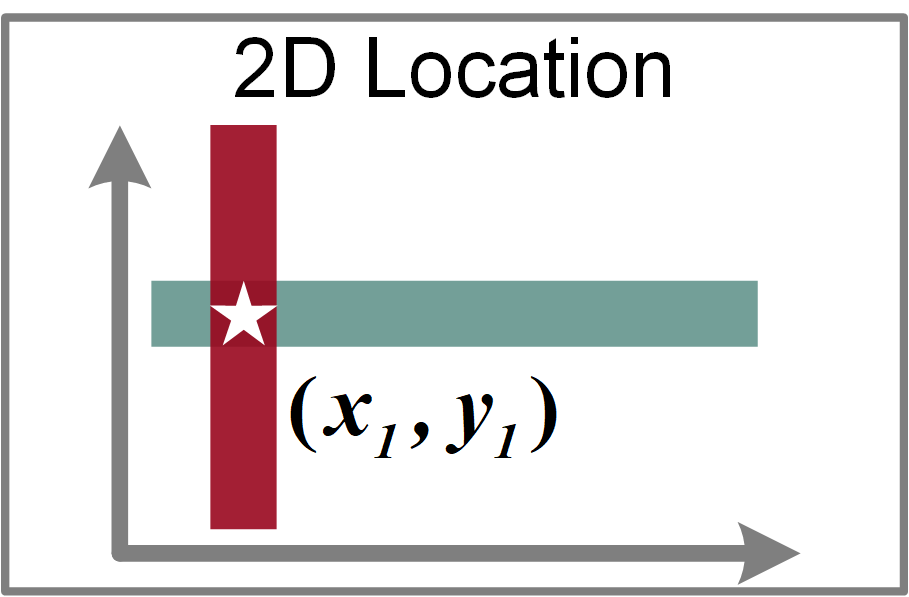 2D Location
(x₁, y₁)